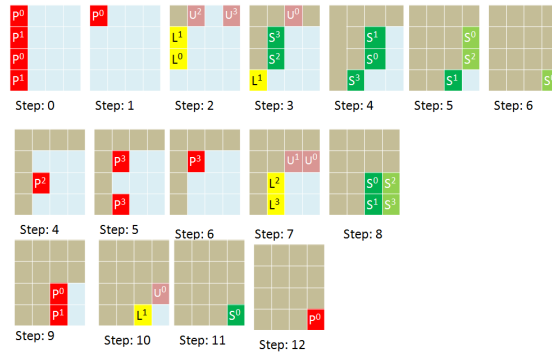 P⁰ P⁰ U² U³ U⁰
P¹ L¹ S³ S¹ S⁰
P⁰ L⁰ S² S⁰ S²
P¹ L¹ S³ S¹
Step: 0 Step: 1 Step: 2 Step: 3 Step: 4 Step: 5 Step: 6
P³ P³ U¹ U⁰
P² L² S⁰ S²
P³ L³ S¹ S³
Step: 4 Step: 5 Step: 6 Step: 7 Step: 8
P⁰ U⁰
P¹ L¹ S⁰ P⁰
Step: 9 Step: 10 Step: 11 Step: 12